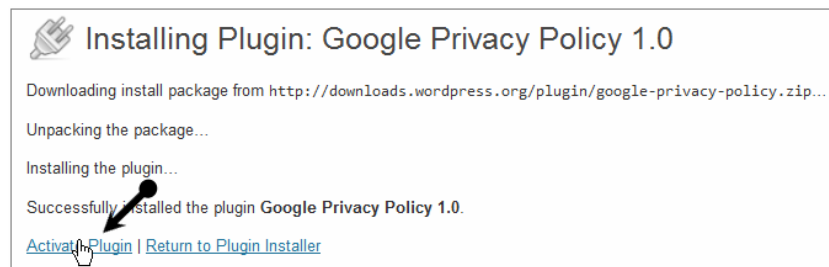 Installing Plugin: Google Privacy Policy 1.0
Downloading install package from http://downloads.wordpress.org/plugin/google-privacy-policy.zip…
Unpacking the package…
Installing the plugin…
Successfully installed the plugin Google Privacy Policy 1.0.
Activate Plugin | Return to Plugin Installer